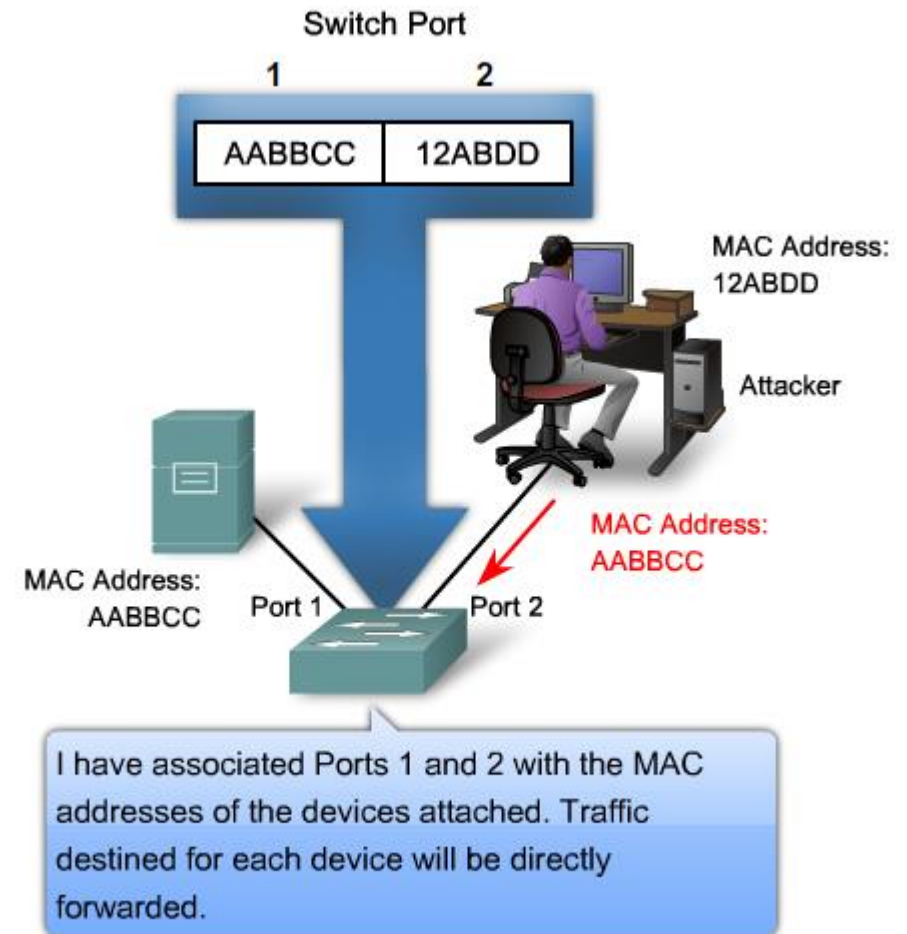 Switch Port
1 2
AABBCC 12ABDD
MAC Address:
12ABDD
Attacker
MAC Address:
AABBCC
MAC Address:
AABBCC
Port 1 Port 2
I have associated Ports 1 and 2 with the MAC
addresses of the devices attached. Traffic
destined for each device will be directly
forwarded.